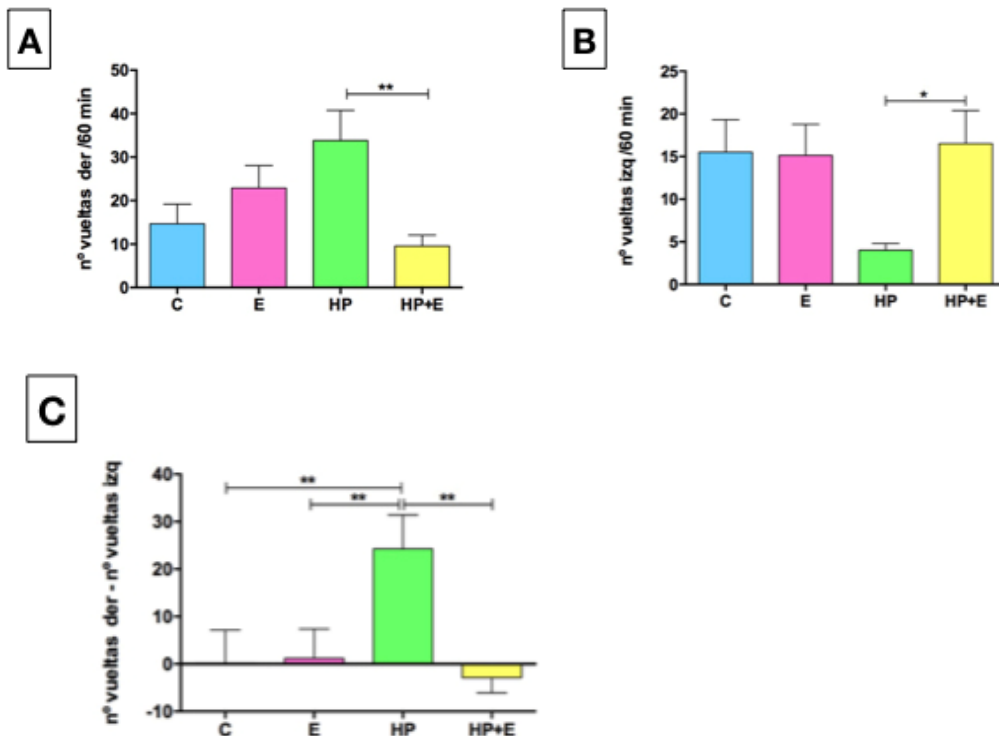 A
nº vueltas der /60 min
50
40
30
20
10
0
**
C E HP HP+E
B
nº vueltas izq /60 min
25
20
15
10
5
0
*
C E HP HP+E
C
nº vueltas der - nº vueltas izq
40
30
20
10
0
-10
**
** **
C E HP HP+E